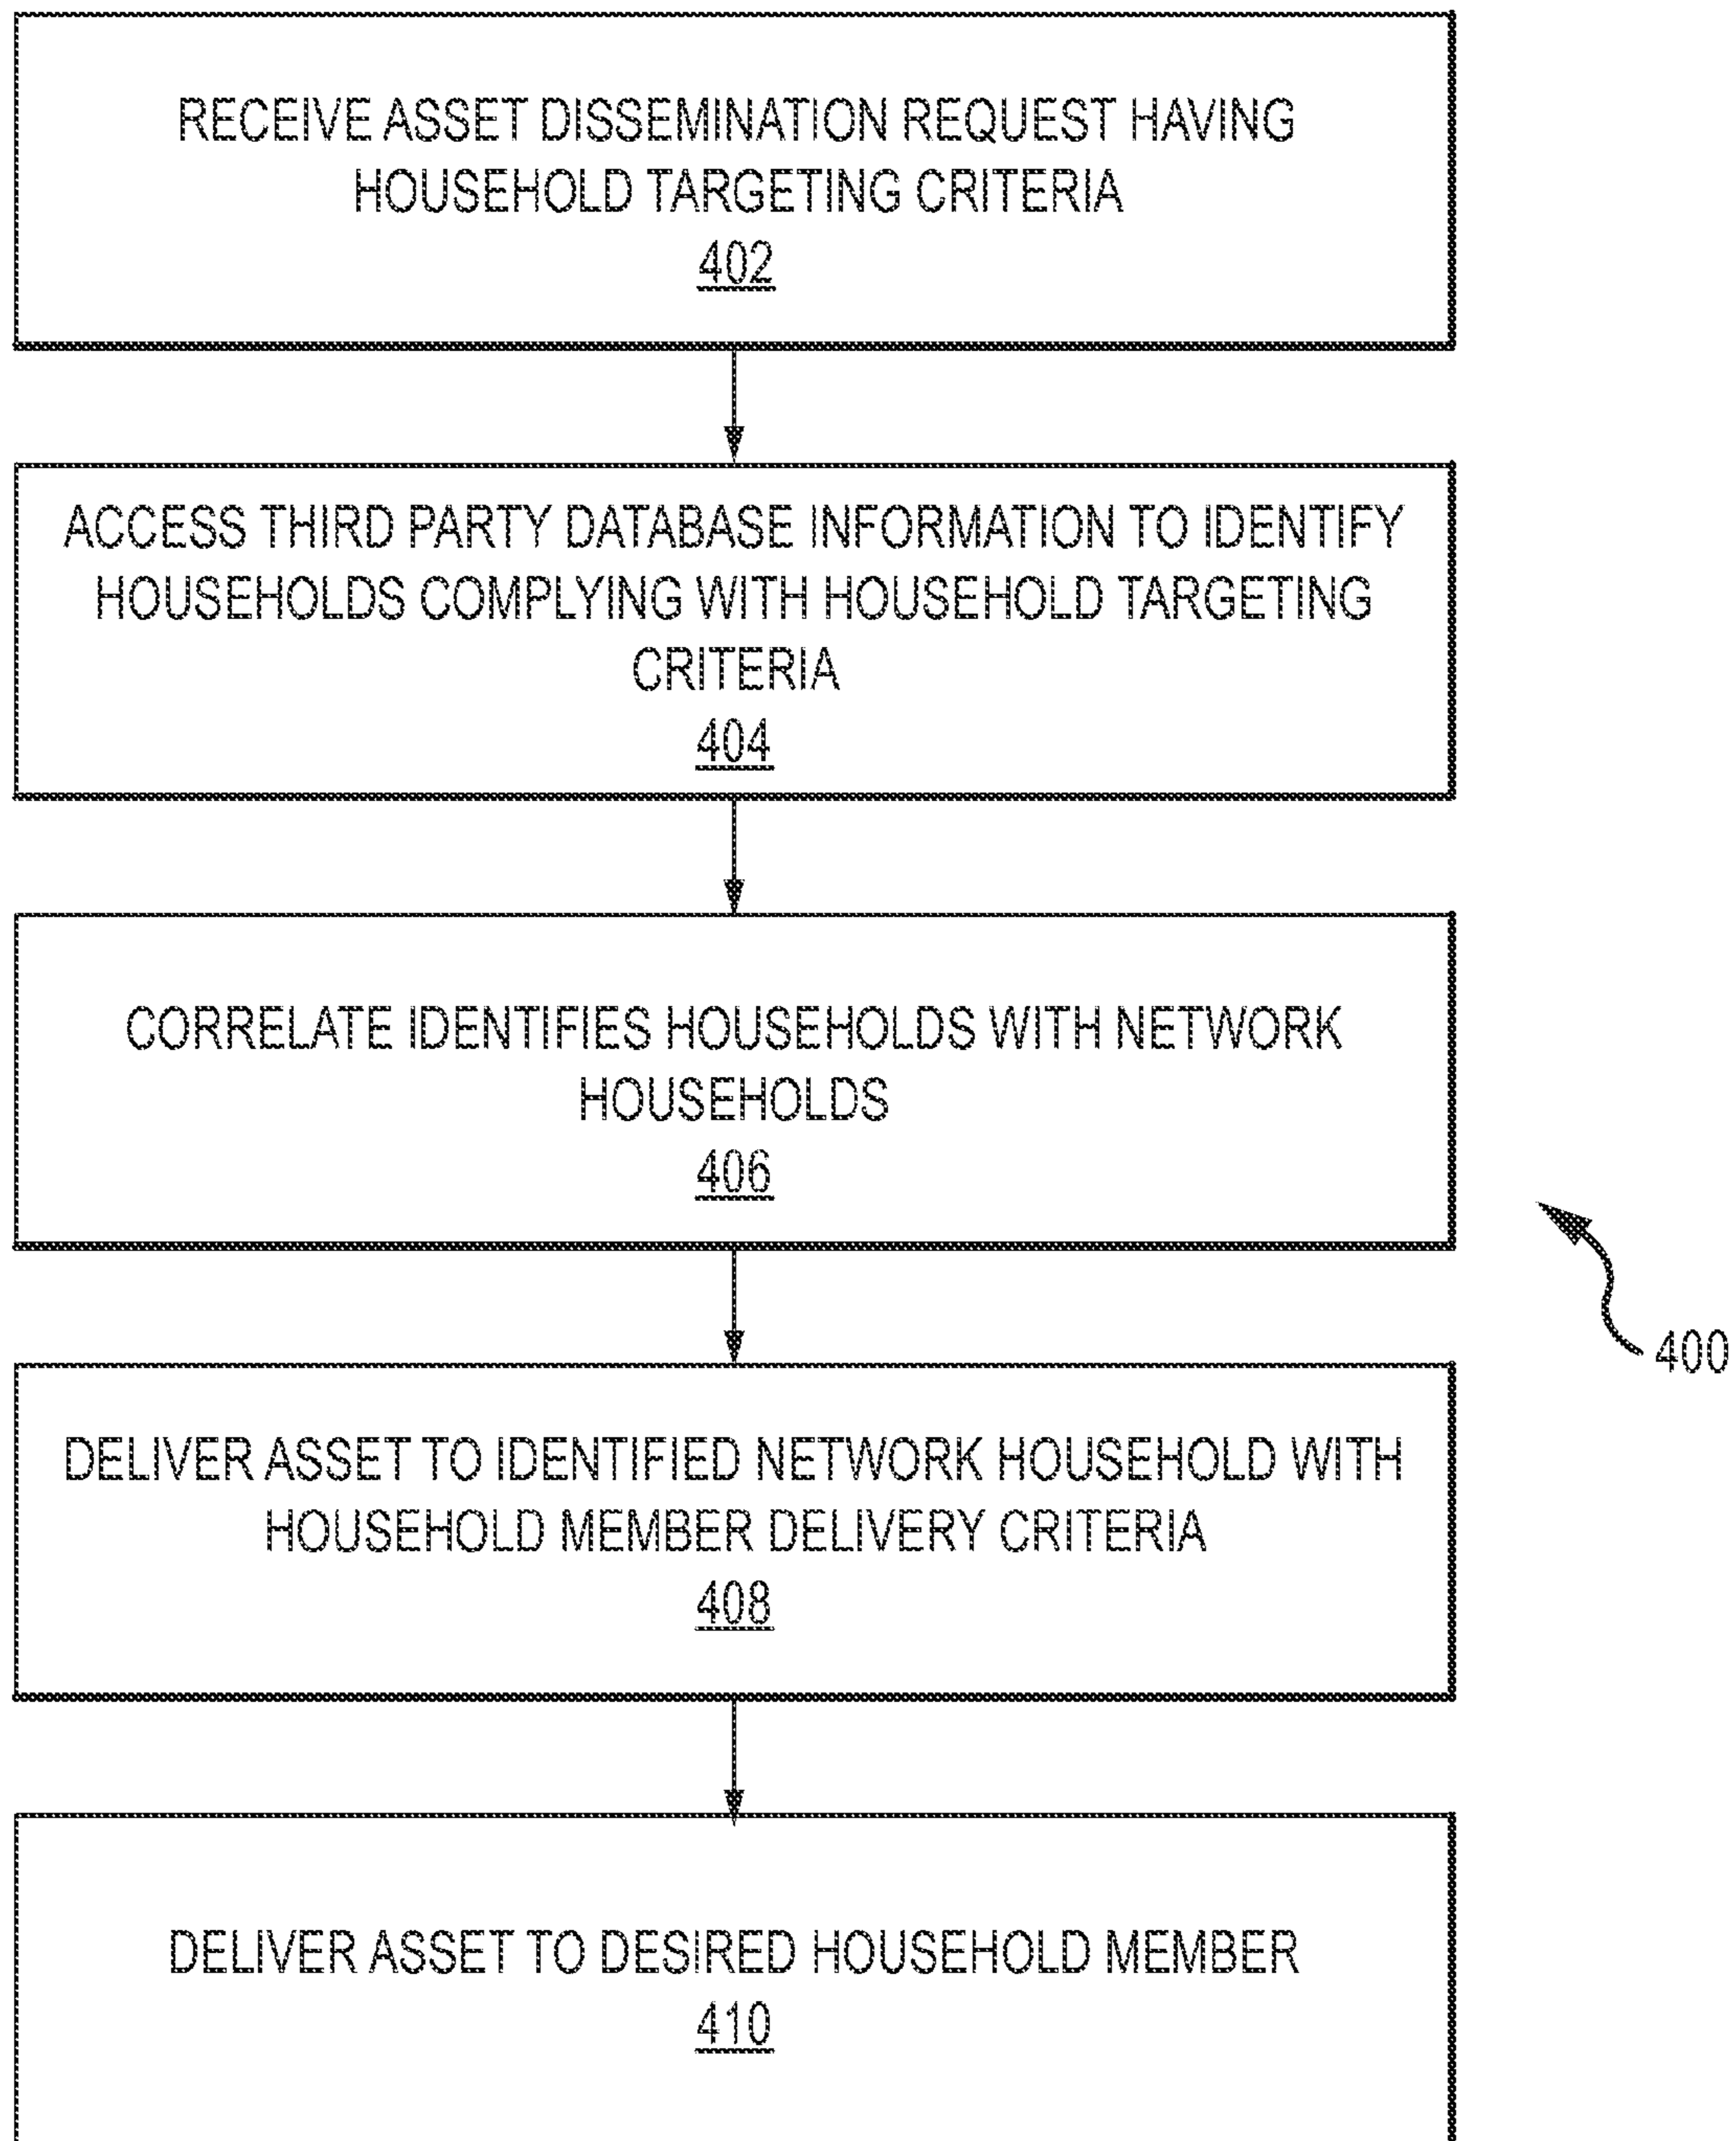 RECEIVE ASSET DISSEMINATION REQUEST HAVING
HOUSEHOLD TARGETING CRITERIA
402
ACCESS THIRD PARTY DATABASE INFORMATION TO IDENTIFY
HOUSEHOLDS COMPLYING WITH HOUSEHOLD TARGETING
CRITERIA
404
CORRELATE IDENTIFIES HOUSEHOLDS WITH NETWORK
HOUSEHOLDS
406
400
DELIVER ASSET TO IDENTIFIED NETWORK HOUSEHOLD WITH
HOUSEHOLD MEMBER DELIVERY CRITERIA
408
DELIVER ASSET TO DESIRED HOUSEHOLD MEMBER
410